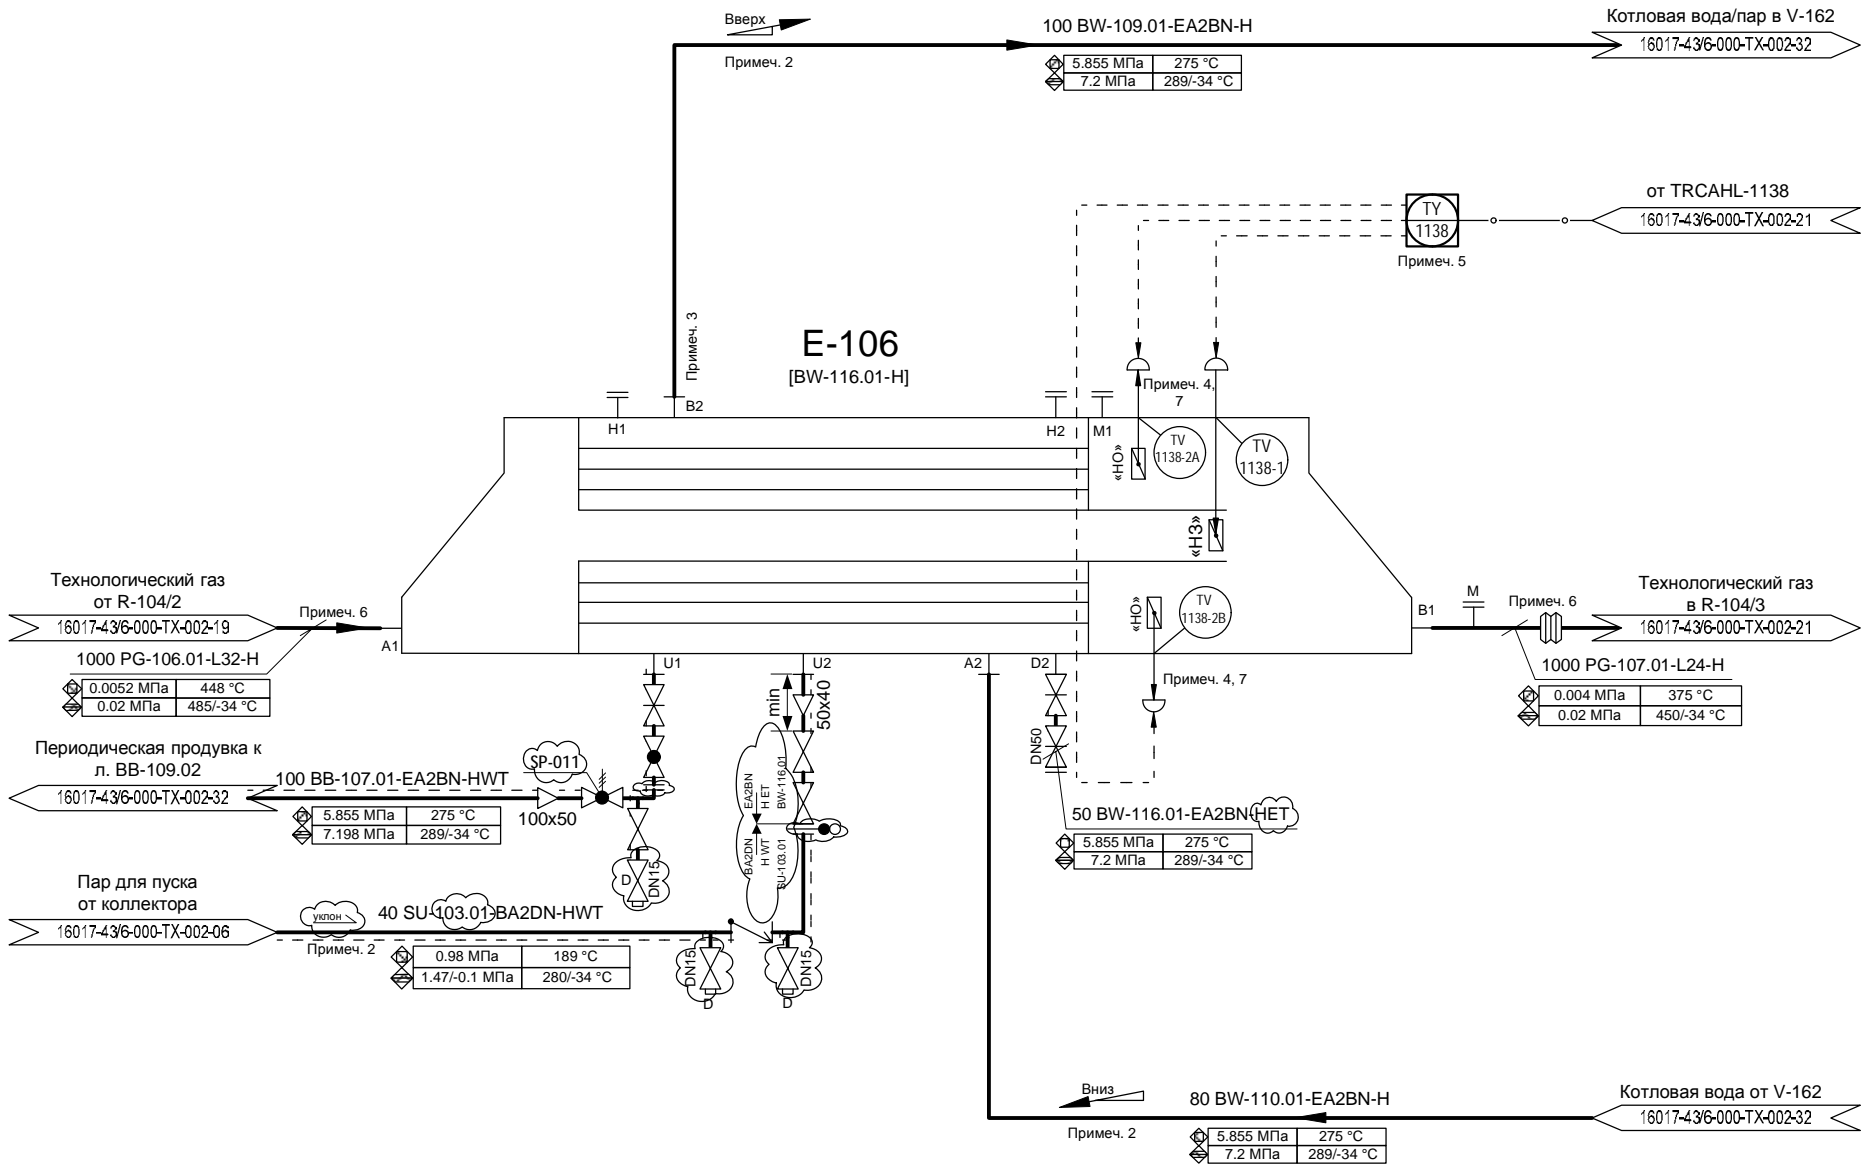 Вверх
Примеч. 2
100 BW-109.01-EA2BN-H
5.855 МПа 275 °C
7.2 МПа 289/-34 °C
Котловая вода/пар в V-162
16017-43/6-000-TX-002-32
от TRCAHL-1138
16017-43/6-000-TX-002-21
TY
1138
Примеч. 5
Примеч. 3
E-106
[BW-116.01-H]
B2
H1
H2
M1
Примеч. 4,
7
«НО»
TV
1138-2A
TV
1138-1
«НЗ»
«НО»
TV
1138-2B
Технологический газ
от R-104/2
16017-43/6-000-TX-002-19
Примеч. 6
A1
1000 PG-106.01-L32-H
0.0052 МПа 448 °C
0.02 МПа 485/-34 °C
B1
M
Примеч. 6
Технологический газ
в R-104/3
16017-43/6-000-TX-002-21
1000 PG-107.01-L24-H
0.004 МПа 375 °C
0.02 МПа 450/-34 °C
U1
U2
A2
D2
Примеч. 4, 7
min
50x40
DN50
Периодическая продувка к
л. BB-109.02
16017-43/6-000-TX-002-32
100 BB-107.01-EA2BN-HWT
5.855 МПа 275 °C
7.198 МПа 289/-34 °C
SP-011
100x50
D
DN15
EA2BN
H ET
BW-116.01
BA2DN
H WT
SU-103.01
50 BW-116.01-EA2BN-HET
5.855 МПа 275 °C
7.2 МПа 289/-34 °C
Пар для пуска
от коллектора
16017-43/6-000-TX-002-06
уклон
Примеч. 2
40 SU-103.01-BA2DN-HWT
0.98 МПа 189 °C
1.47/-0.1 МПа 280/-34 °C
DN15
D
DN15
D
Вниз
Примеч. 2
80 BW-110.01-EA2BN-H
5.855 МПа 275 °C
7.2 МПа 289/-34 °C
Котловая вода от V-162
16017-43/6-000-TX-002-32